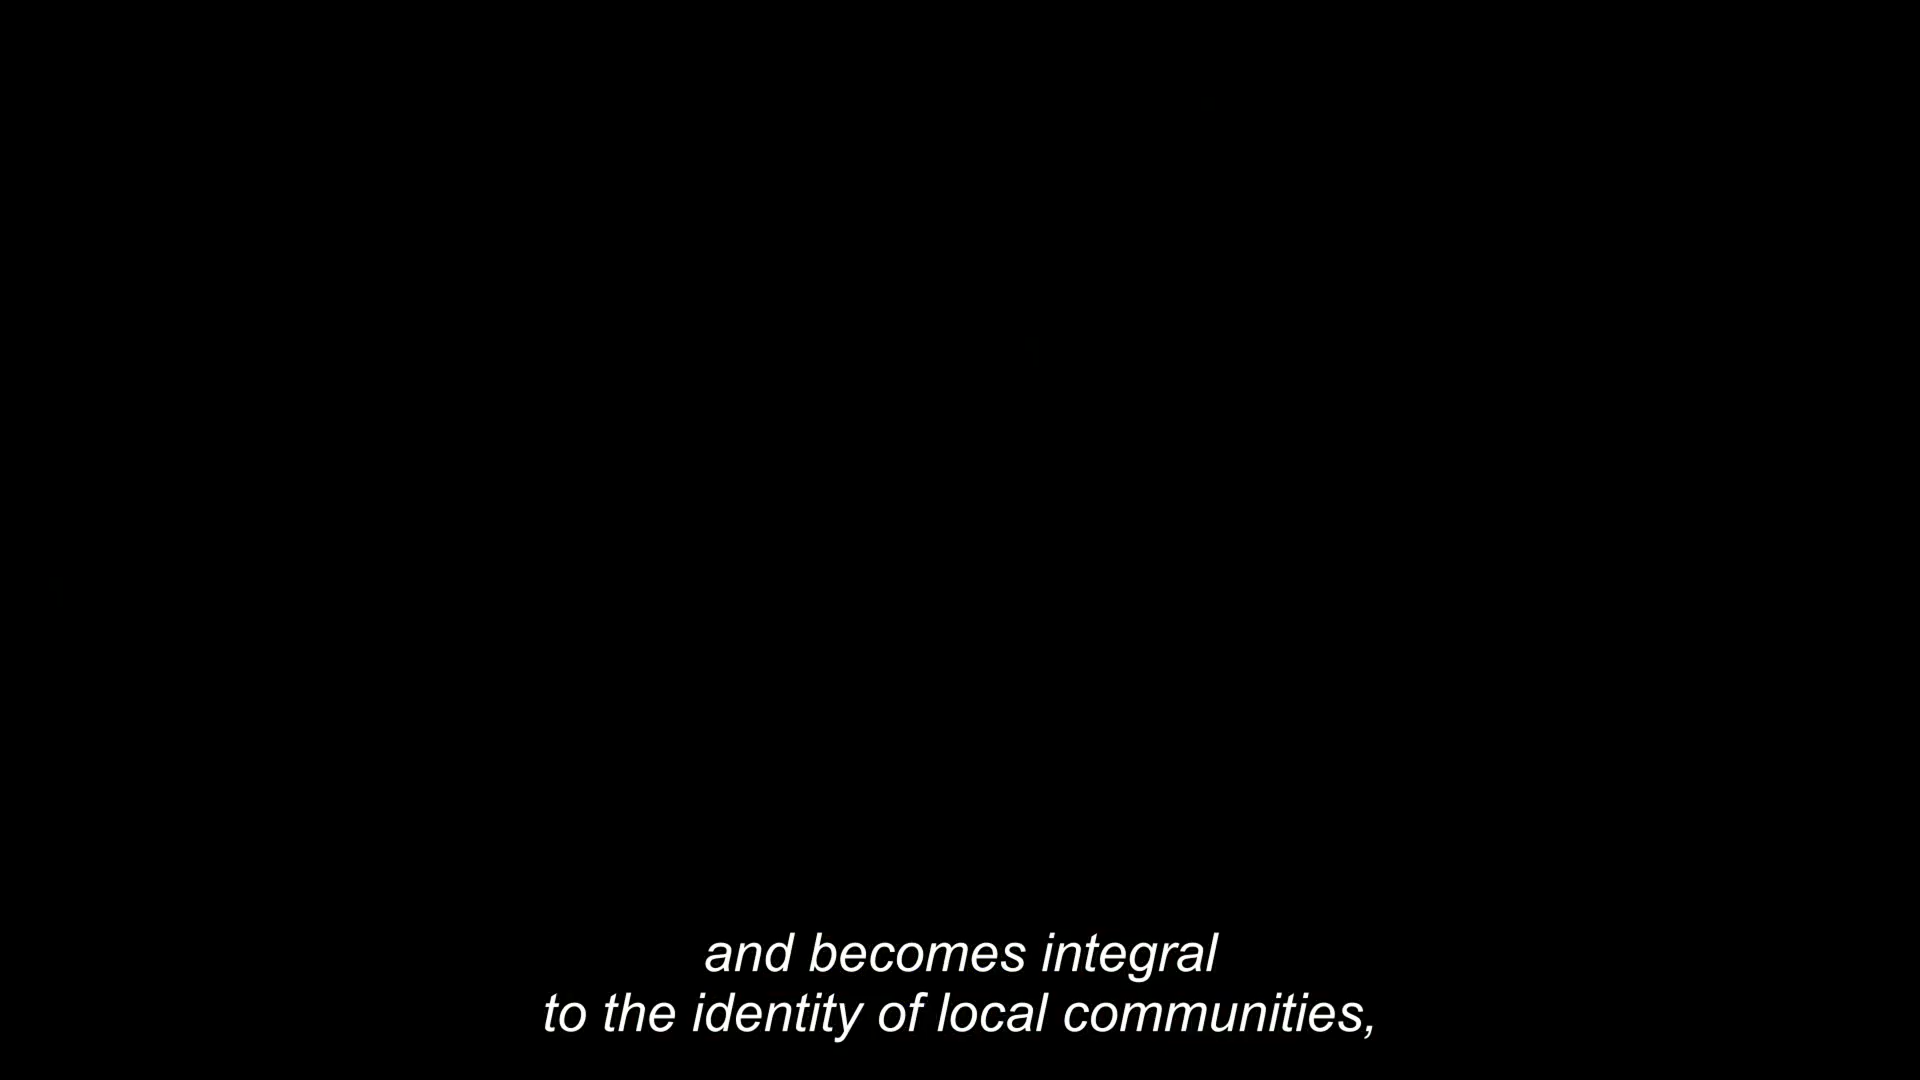 and becomes integral
to the identity of local communities,